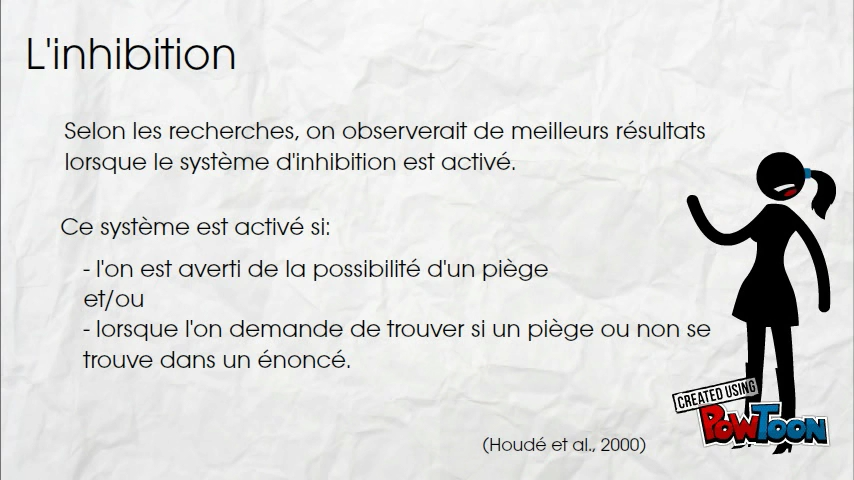 L'inhibition
Selon les recherches, on observerait de meilleurs résultats
lorsque le système d'inhibition est activé.
Ce système est activé si:
- l'on est averti de la possibilité d'un piège
et/ou
- lorsque l'on demande de trouver si un piège ou non se
trouve dans un énoncé.
CREATED USING
POWTOON
(Houdé et al., 2000)